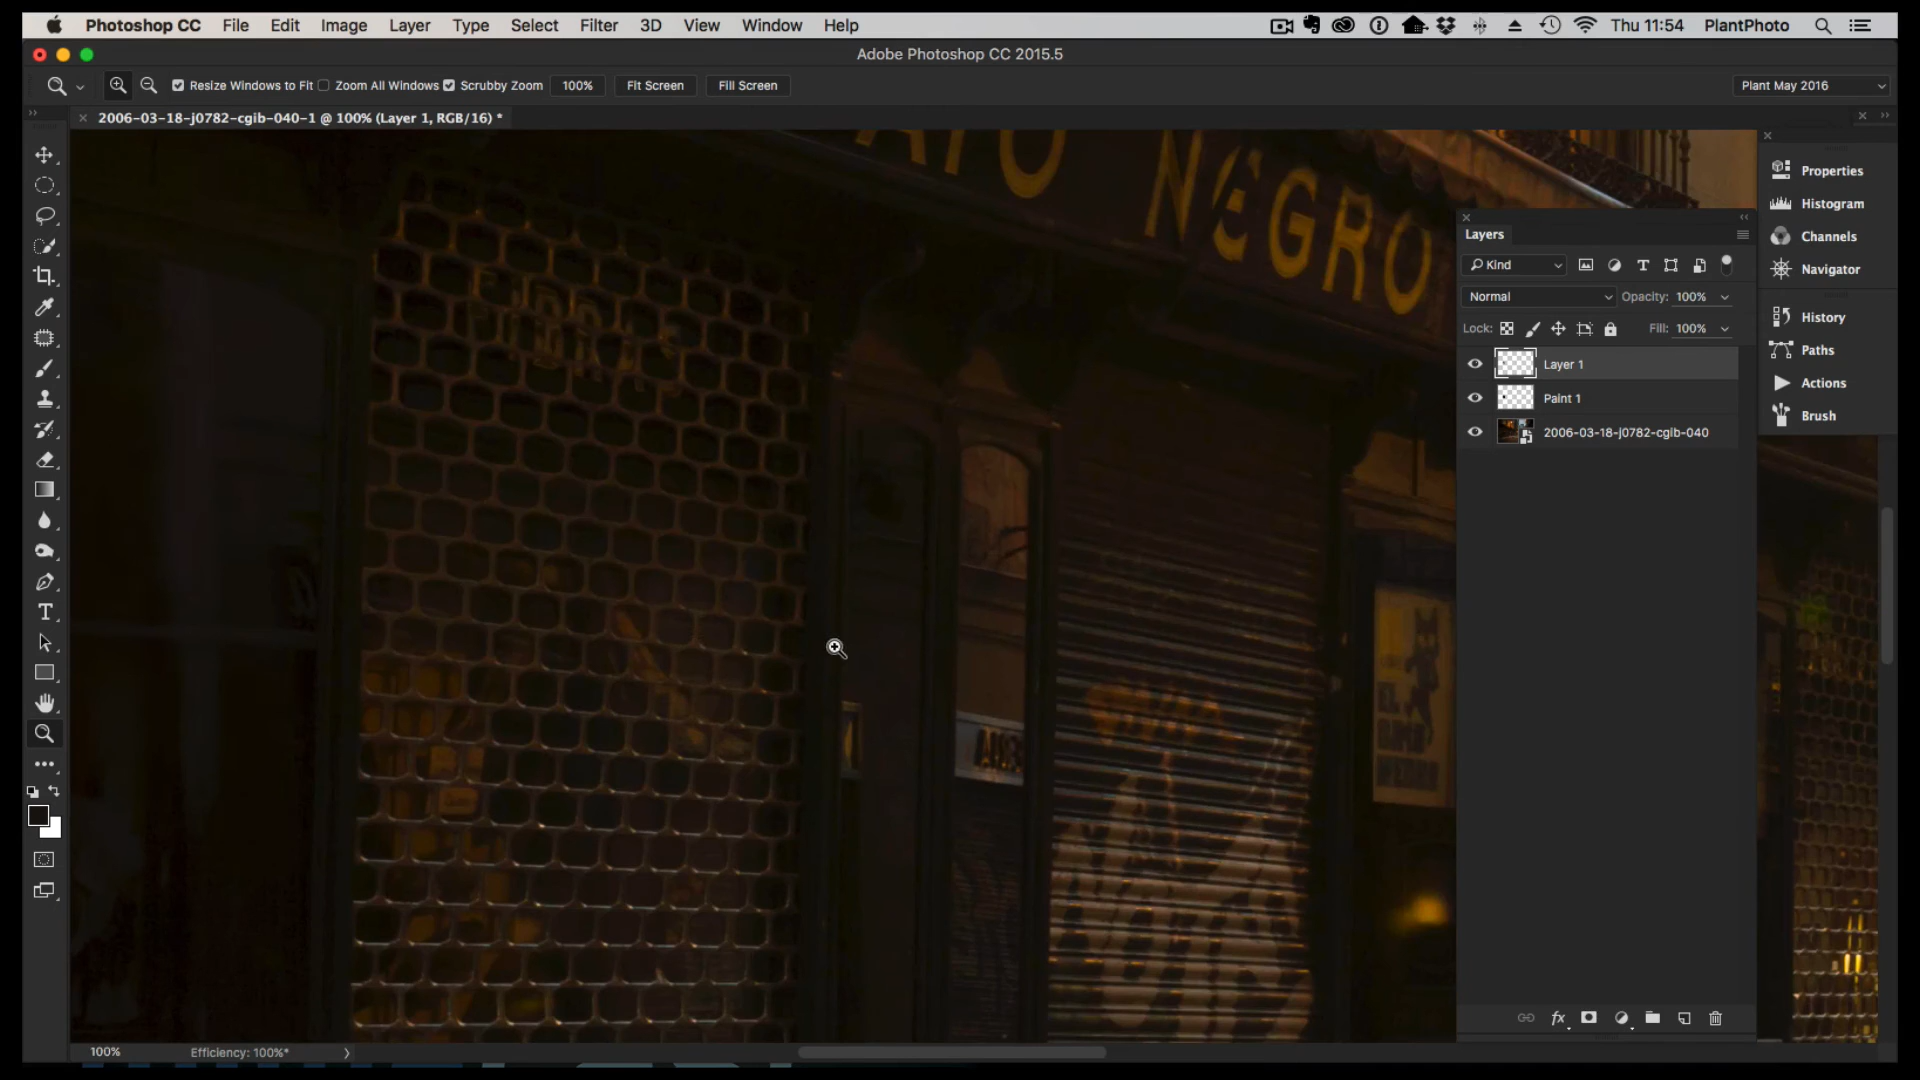 Photoshop CC File Edit Image Layer Type Select Filter 3D View Window Help Thu 11:54 PlantPhoto
Adobe Photoshop CC 2015.5
Resize Windows to Fit Zoom All Windows Scrubby Zoom 100% Fit Screen Fill Screen Plant May 2016
2006-03-18-j0782-cgib-040-1 @ 100% (Layer 1, RGB/16) *
NEGRO
Properties
Histogram
Channels
Navigator
History
Paths
Actions
Brush
Layers
Kind
Normal Opacity: 100%
Lock: Fill: 100%
Layer 1
Paint 1
2006-03-18-j0782-cgib-040
fx
100% Efficiency: 100%*